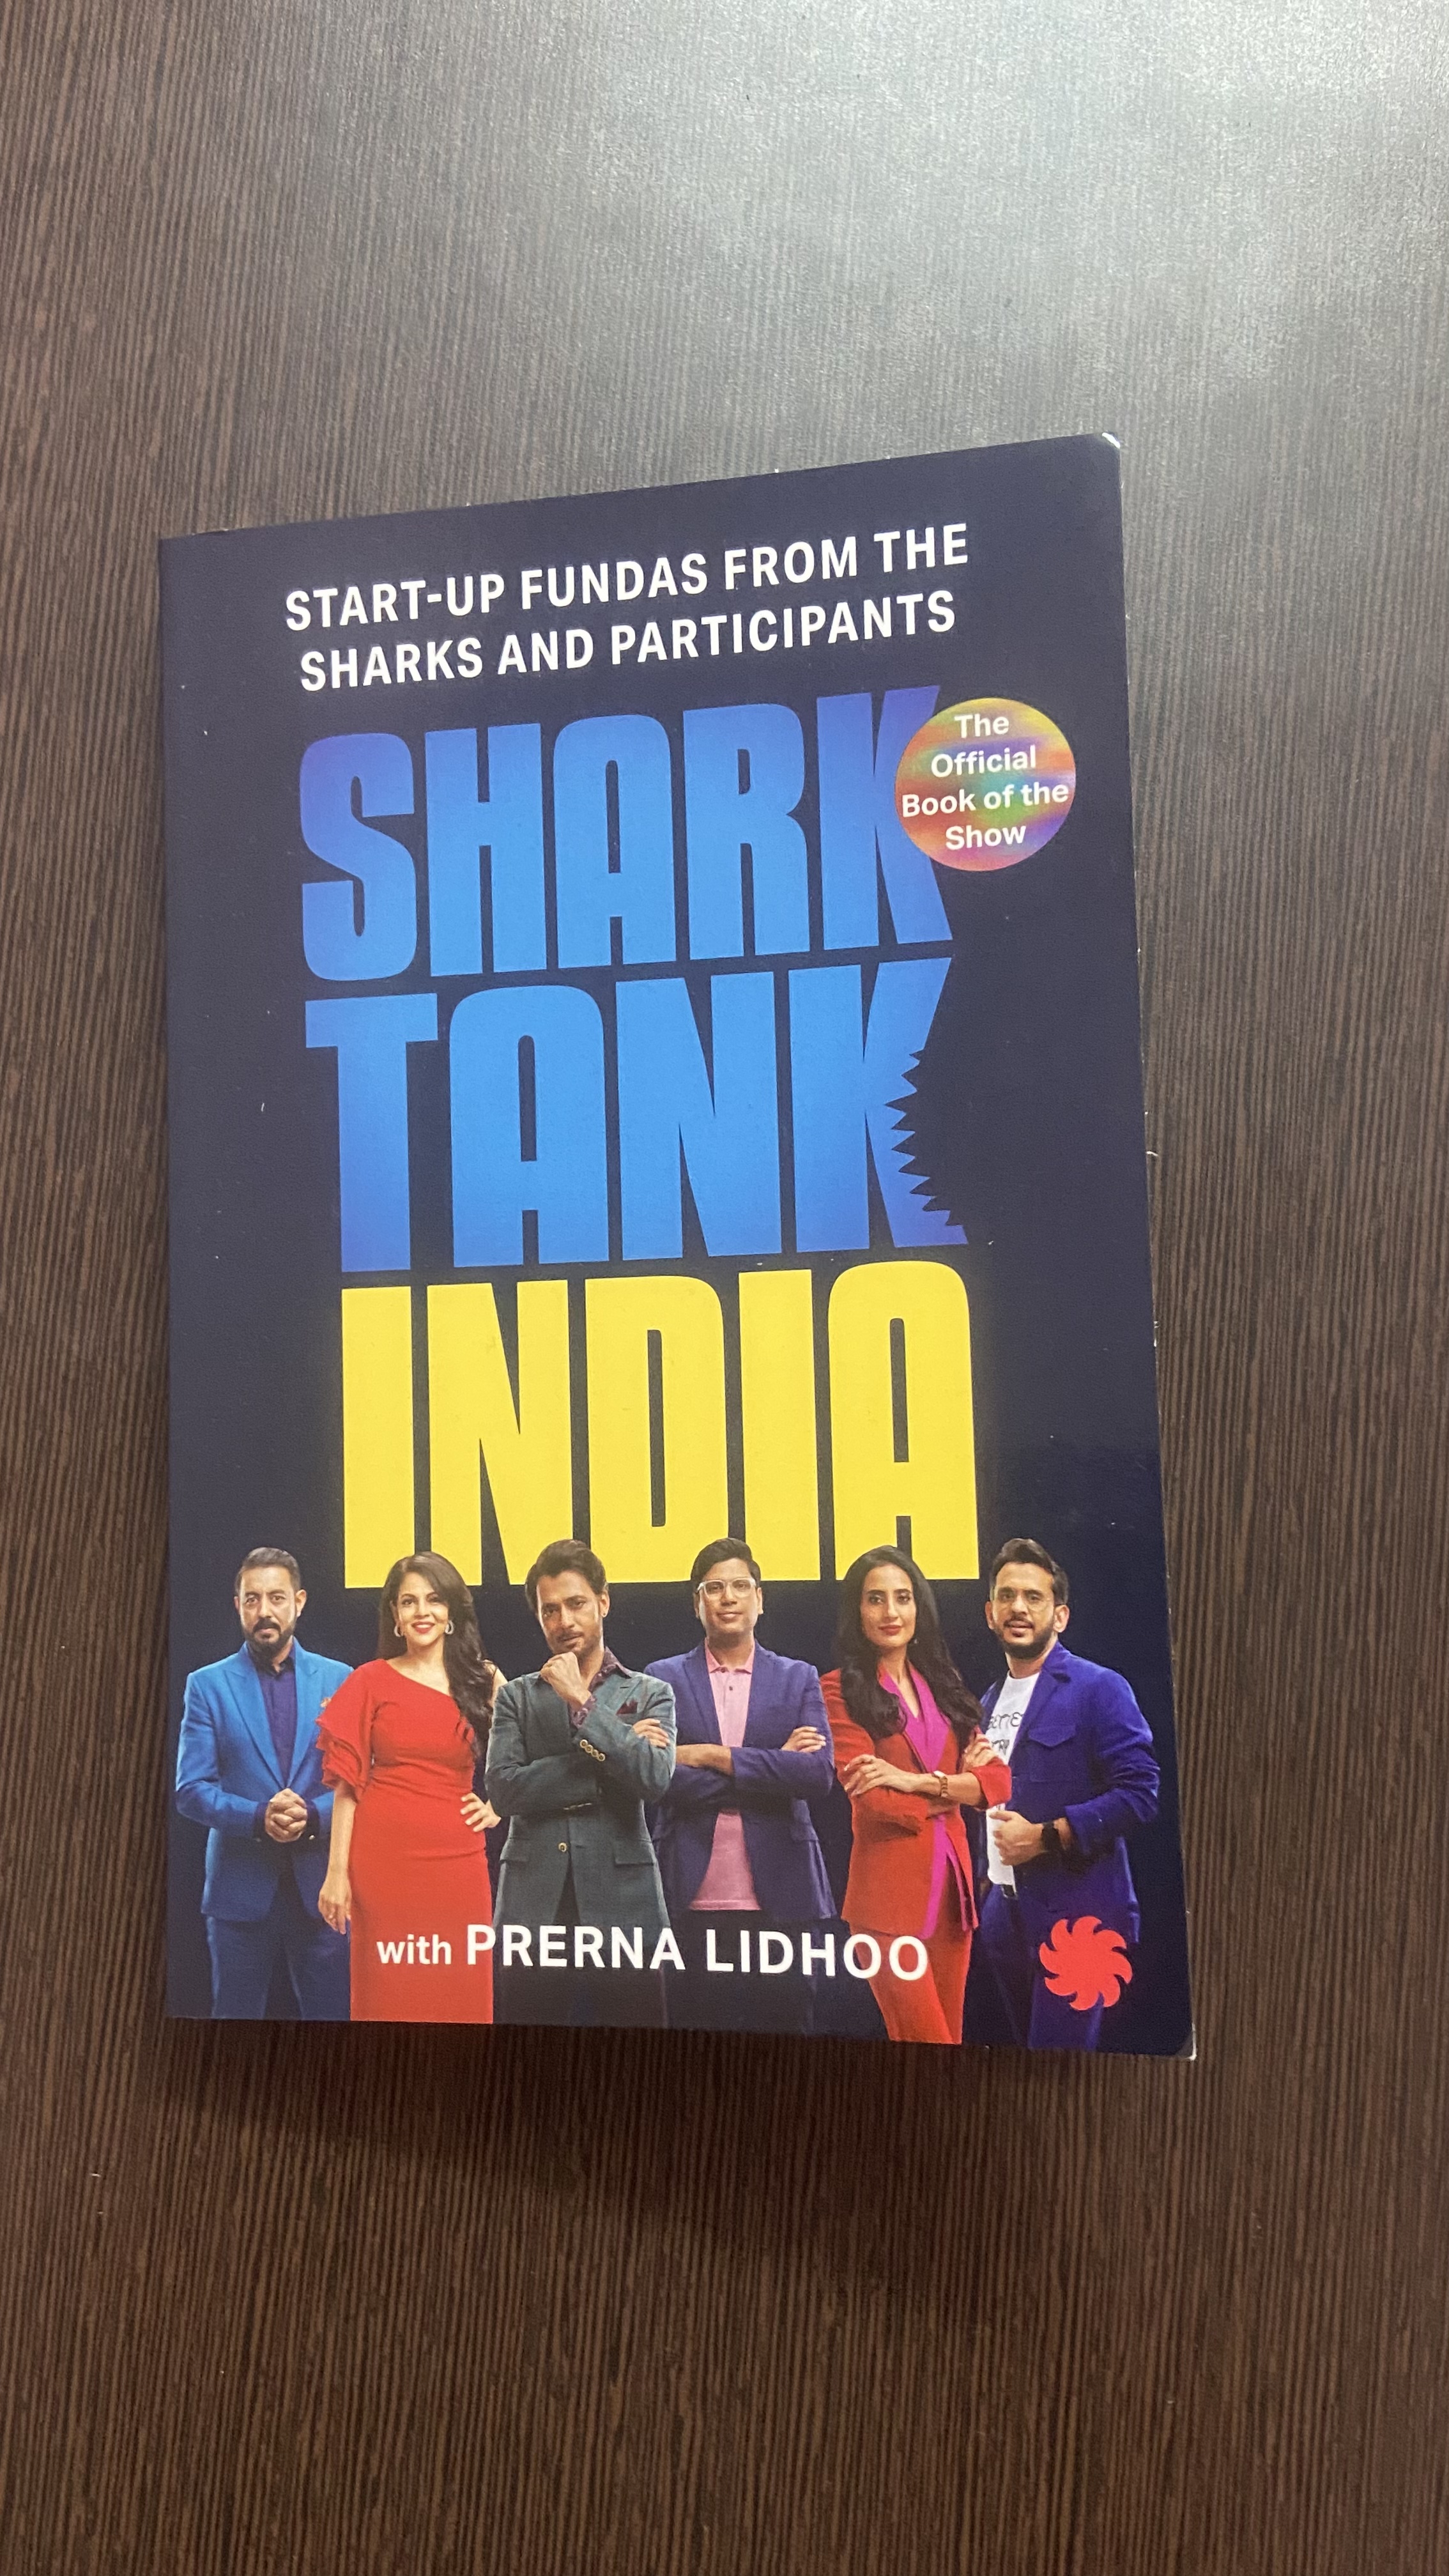 START-UP FUNDAS FROM THE
SHARKS AND PARTICIPANTS
SHARK
The
Official
Book of the
Show
TANK
INDIA
with PRERNA LIDHOO